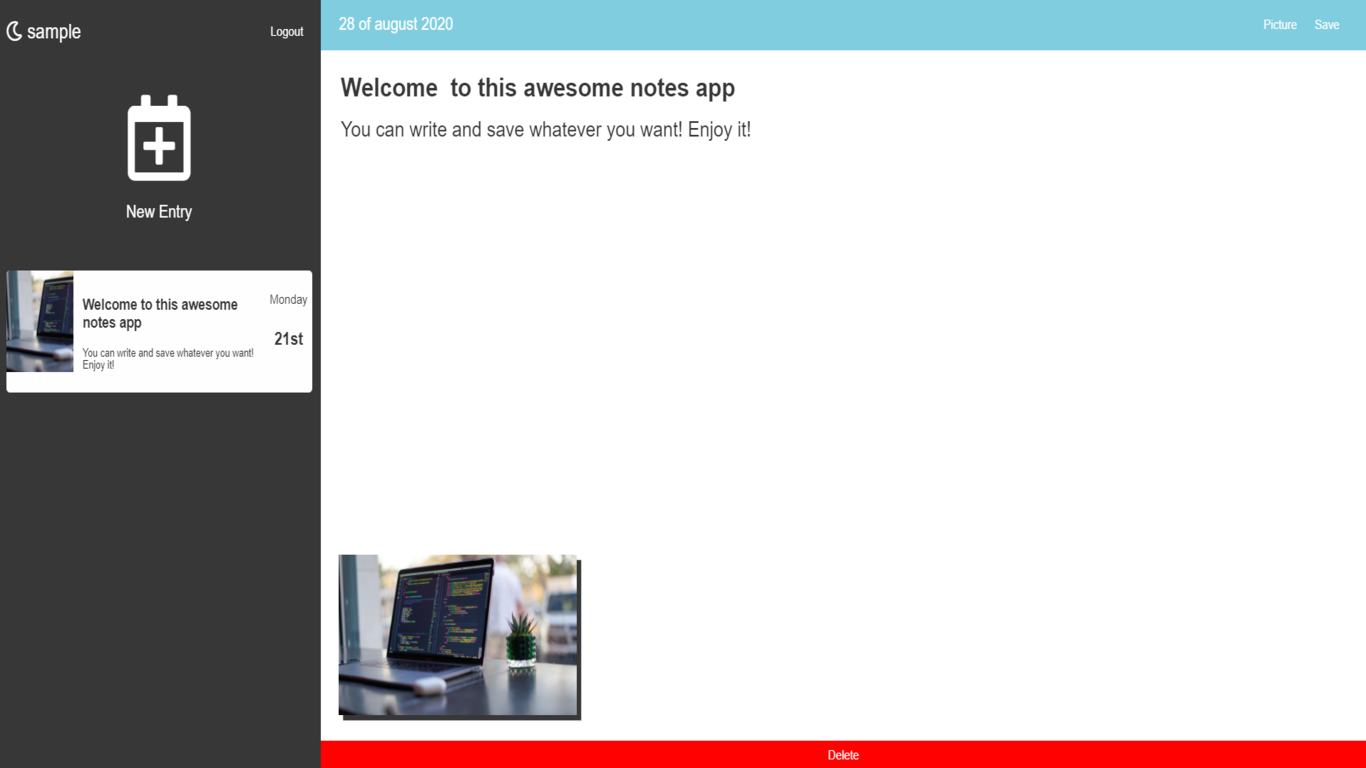 sample
Logout
New Entry
Welcome to this awesome
notes app
You can write and save whatever you want!
Enjoy it!
Monday
21st
28 of august 2020
Picture
Save
Welcome  to this awesome notes app
You can write and save whatever you want! Enjoy it!
Delete